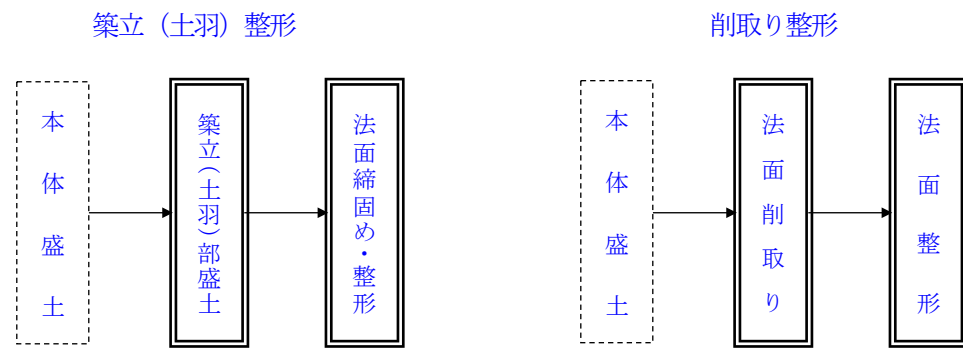 築立（土羽）整形
本体盛土
築立（土羽）部盛土
法面締固め・整形
削取り整形
本体盛土
法面削取り
法面整形